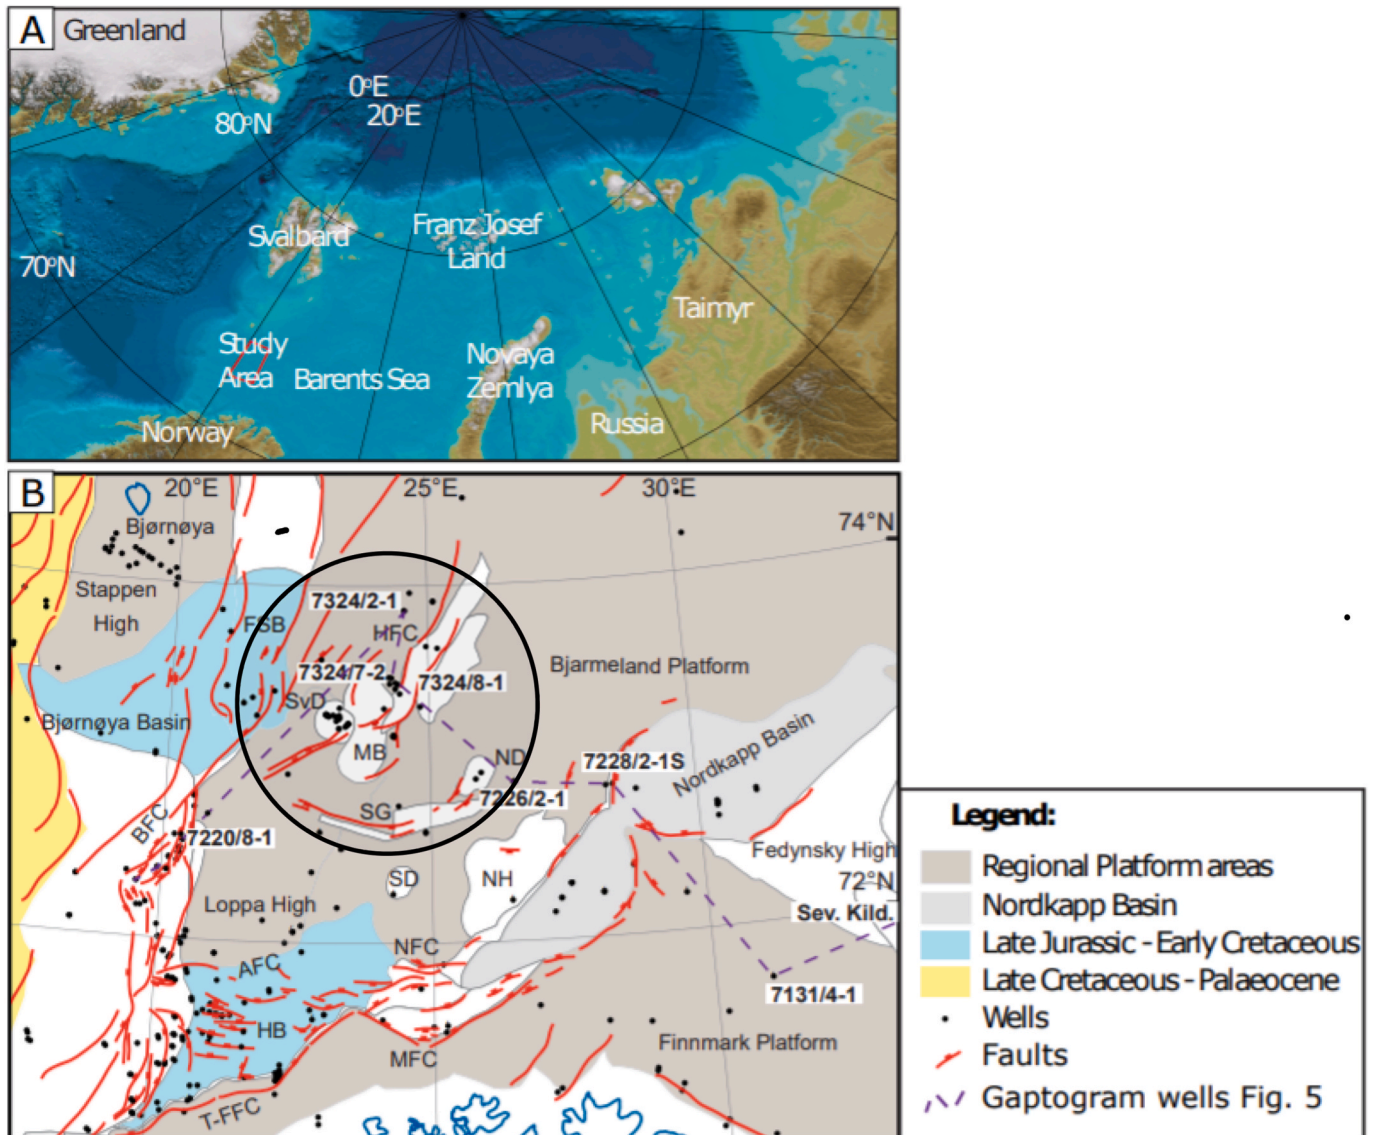 A
Greenland
0°E
20°E
80°N
Svalbard
Franz Josef
Land
70°N
Taimyr
Study
Area
Barents Sea
Novaya
Zemlya
Norway
Russia
B
20°E
25°E
30°E
74°N
Bjørnøya
Stappen
High
7324/2-1
FSB
HFC
Bjarmeland Platform
7324/7-2
7324/8-1
SvD
Bjørnøya Basin
MB
ND
7228/2-1S
Nordkapp Basin
7226/2-1
SG
BFC
7220/8-1
Fedynsky High
72°N
SD
NH
Loppa High
Sev. Kild.
NFC
AFC
7131/4-1
HB
MFC
Finnmark Platform
T-FFC
Legend:
Regional Platform areas
Nordkapp Basin
Late Jurassic - Early Cretaceous
Late Cretaceous - Palaeocene
Wells
Faults
Gaptogram wells Fig. 5